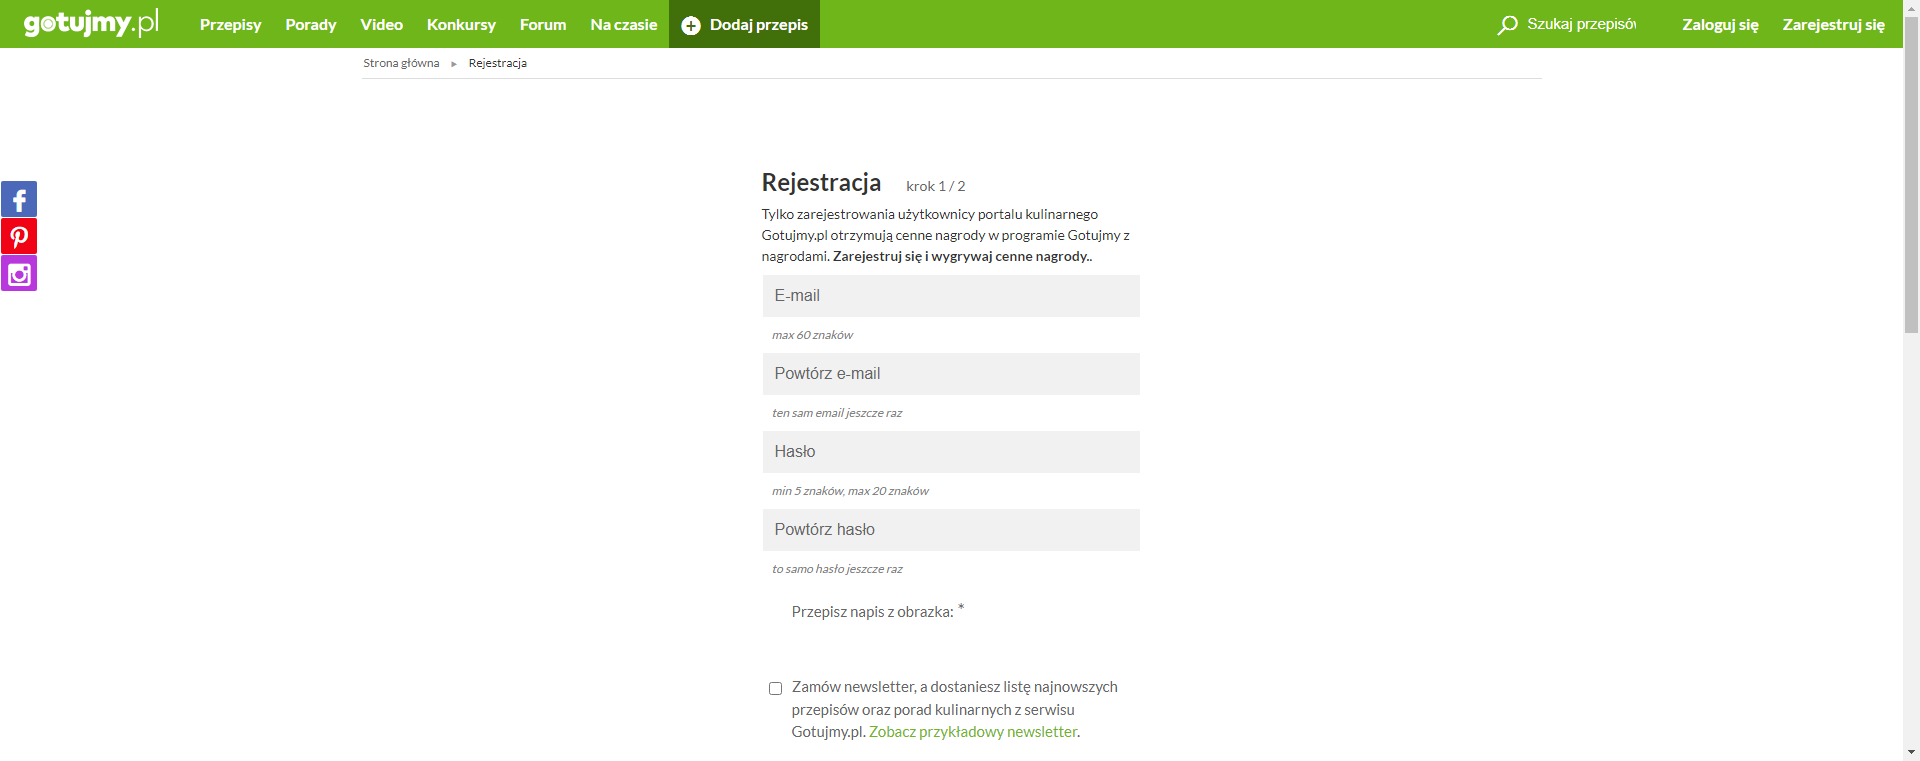 gotujmy.pl Przepisy Porady Video Konkursy Forum Na czasie Dodaj przepis Szukaj przepisów Zaloguj się Zarejestruj się
Strona główna ▸ Rejestracja
Rejestracja krok 1 / 2
Tylko zarejestrowania użytkownicy portalu kulinarnego
Gotujmy.pl otrzymują cenne nagrody w programie Gotujmy z
nagrodami. Zarejestruj się i wygrywaj cenne nagrody..
E-mail
max 60 znaków
Powtórz e-mail
ten sam email jeszcze raz
Hasło
min 5 znaków, max 20 znaków
Powtórz hasło
to samo hasło jeszcze raz
Przepisz napis z obrazka: *
Zamów newsletter, a dostaniesz listę najnowszych
przepisów oraz porad kulinarnych z serwisu
Gotujmy.pl. Zobacz przykładowy newsletter.